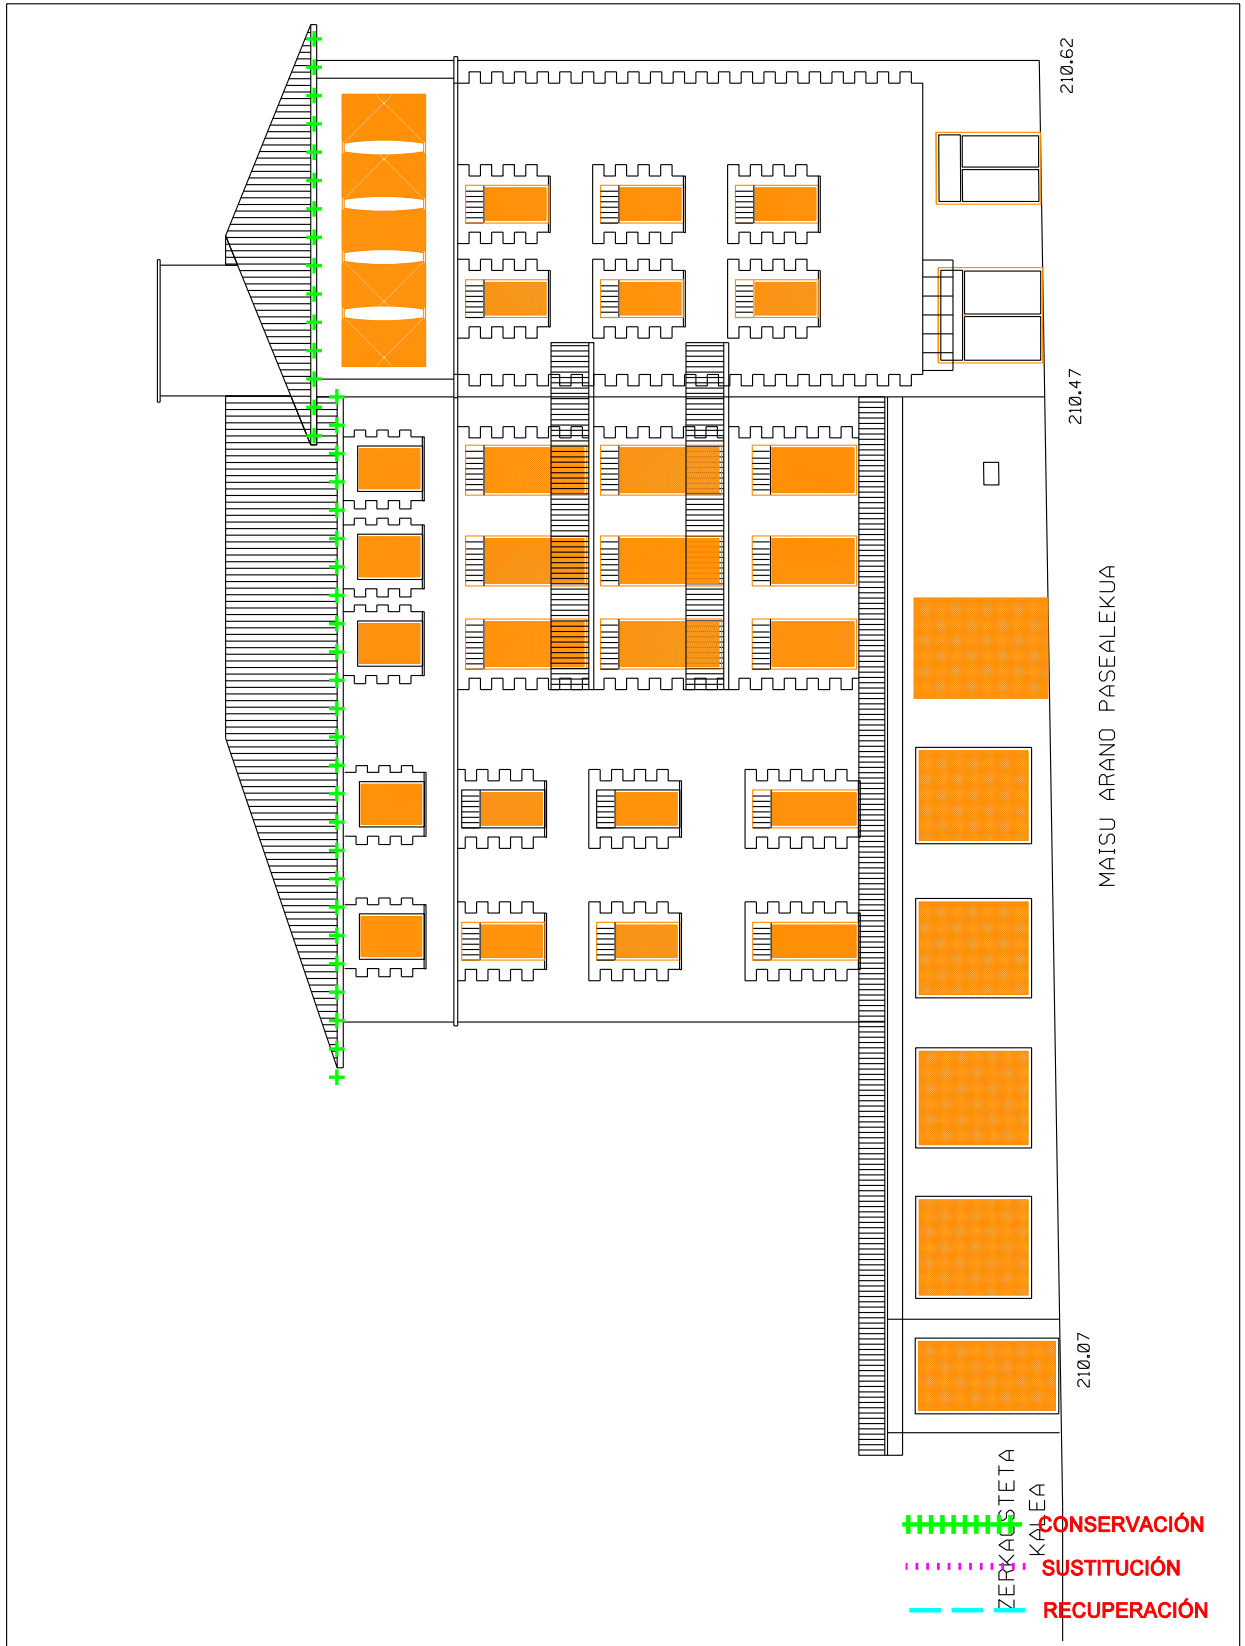 210.62
210.47
MAISU ARANO PASEALEKUA
210.07
ZERKAUSTETA
KALEA
CONSERVACIÓN
SUSTITUCIÓN
RECUPERACIÓN